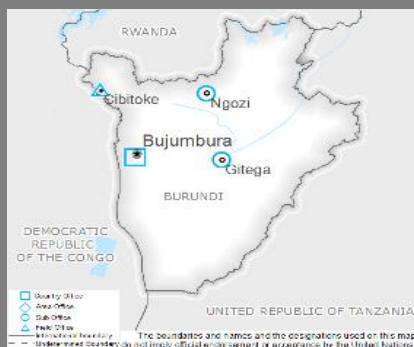 RWANDA
Cibitoke
Ngozi
Bujumbura
Gitega
BURUNDI
DEMOCRATIC
REPUBLIC
OF THE CONGO
UNITED REPUBLIC OF TANZANIA
Country Office
Area Office
Sub Office
Field Office
International boundary
Undetermined Boundary
The boundaries and names and the designations used on this map
do not imply official endorsement or acceptance by the United Nations